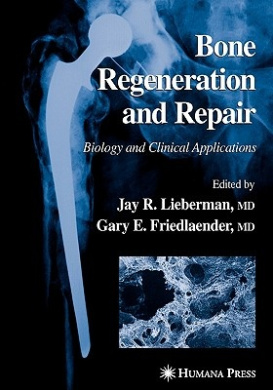 Bone
Regeneration
and Repair
Biology and Clinical Applications
Edited by
Jay R. Lieberman, MD
Gary E. Friedlaender, MD
HUMANA PRESS